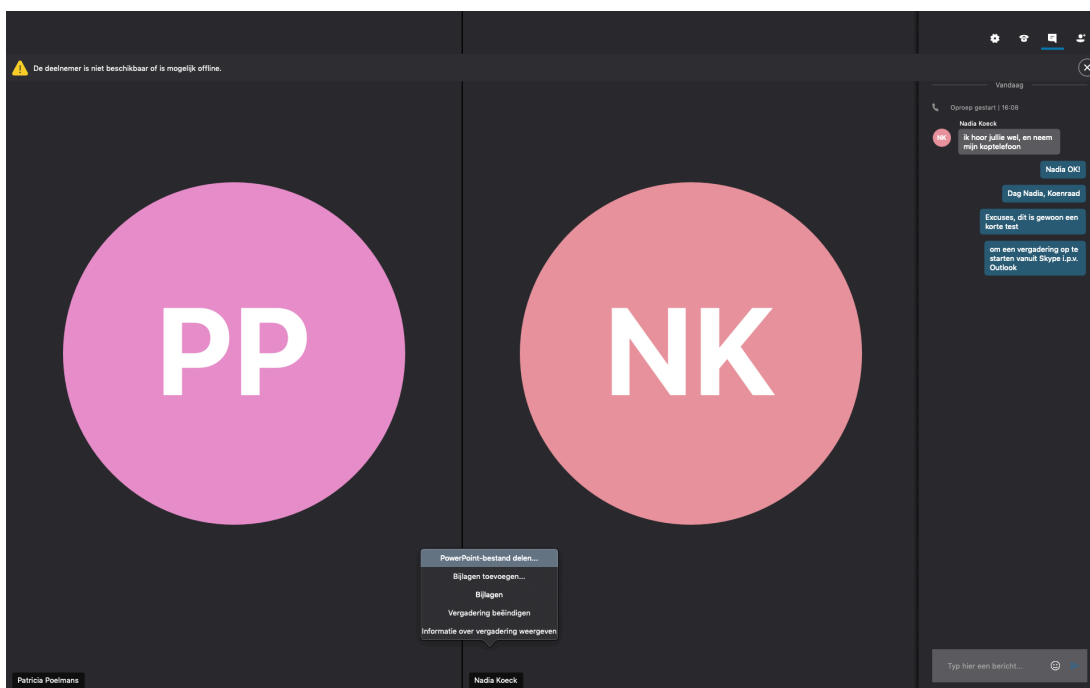 De deelnemer is niet beschikbaar of is mogelijk offline.
Vandaag
Oproep gestart | 16:08
Nadia Koeck
NK
ik hoor jullie wel, en neem
mijn koptelefoon
Nadia OK!
Dag Nadia, Koenraad
Excuses, dit is gewoon een
korte test
om een vergadering op te
starten vanuit Skype i.p.v.
Outlook
PP
NK
PowerPoint-bestand delen...
Bijlagen toevoegen...
Bijlagen
Vergadering beëindigen
Informatie over vergadering weergeven
Patricia Poelmans
Nadia Koeck
Typ hier een bericht...